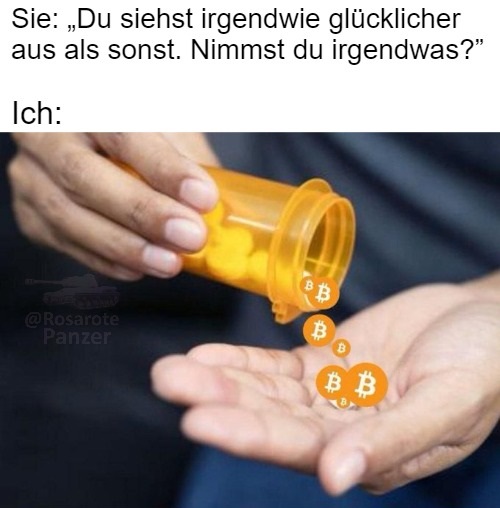 Sie: „Du siehst irgendwie glücklicher
aus als sonst. Nimmst du irgendwas?”
Ich:
@Rosarote
Panzer